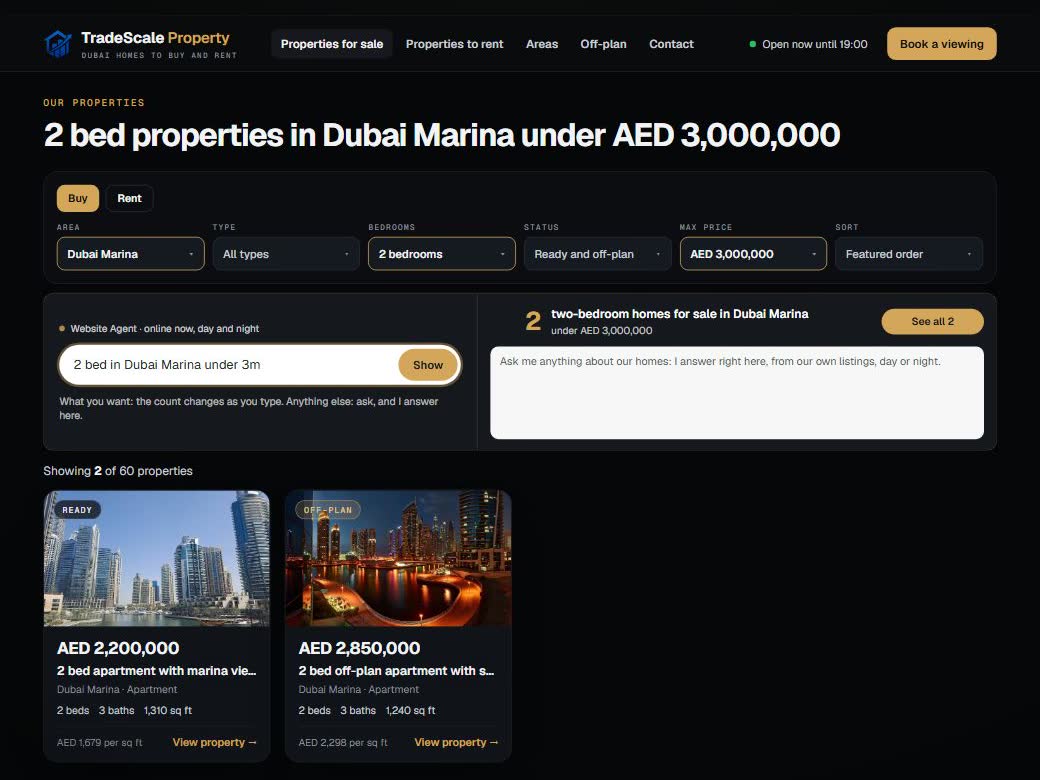 TradeScale Property
DUBAI HOMES TO BUY AND RENT
Properties for sale
Properties to rent
Areas
Off-plan
Contact
Open now until 19:00
Book a viewing
OUR PROPERTIES
2 bed properties in Dubai Marina under AED 3,000,000
Buy
Rent
AREA
TYPE
BEDROOMS
STATUS
MAX PRICE
SORT
Dubai Marina
All types
2 bedrooms
Ready and off-plan
AED 3,000,000
Featured order
Website Agent · online now, day and night
2 bed in Dubai Marina under 3m
Show
What you want: the count changes as you type. Anything else: ask, and I answer
here.
2
two-bedroom homes for sale in Dubai Marina
under AED 3,000,000
See all 2
Ask me anything about our homes: I answer right here, from our own listings, day or night.
Showing 2 of 60 properties
READY
AED 2,200,000
2 bed apartment with marina vie...
Dubai Marina · Apartment
2 beds 3 baths 1,310 sq ft
AED 1,679 per sq ft
View property →
OFF-PLAN
AED 2,850,000
2 bed off-plan apartment with s...
Dubai Marina · Apartment
2 beds 3 baths 1,240 sq ft
AED 2,298 per sq ft
View property →